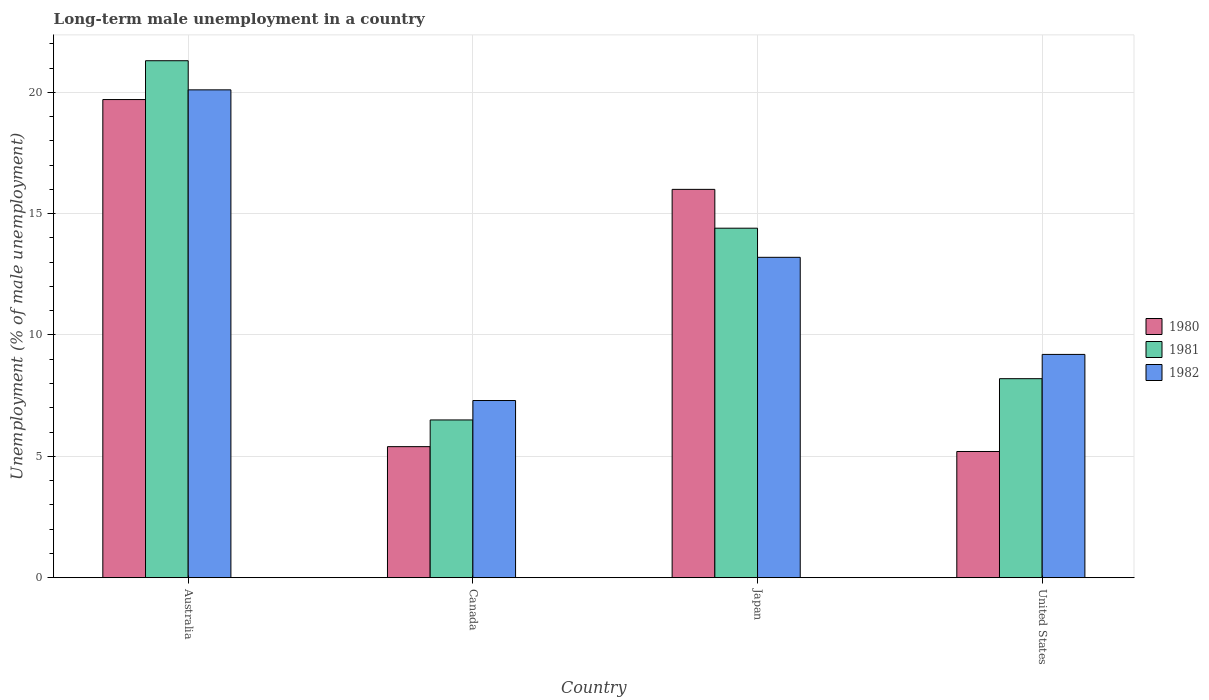 Long-term male unemployment in a country
Unemployment (% of male unemployment)
20
15
10
5
0
Australia
Canada
Japan
United States
Country
1980
1981
1982